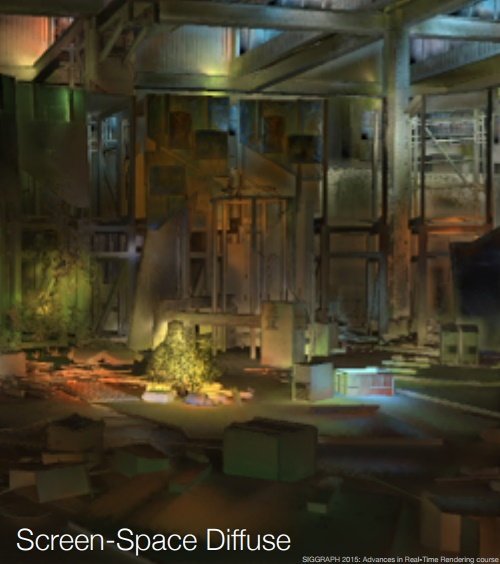 Screen-Space Diffuse
SIGGRAPH 2015: Advances in Real-Time Rendering course